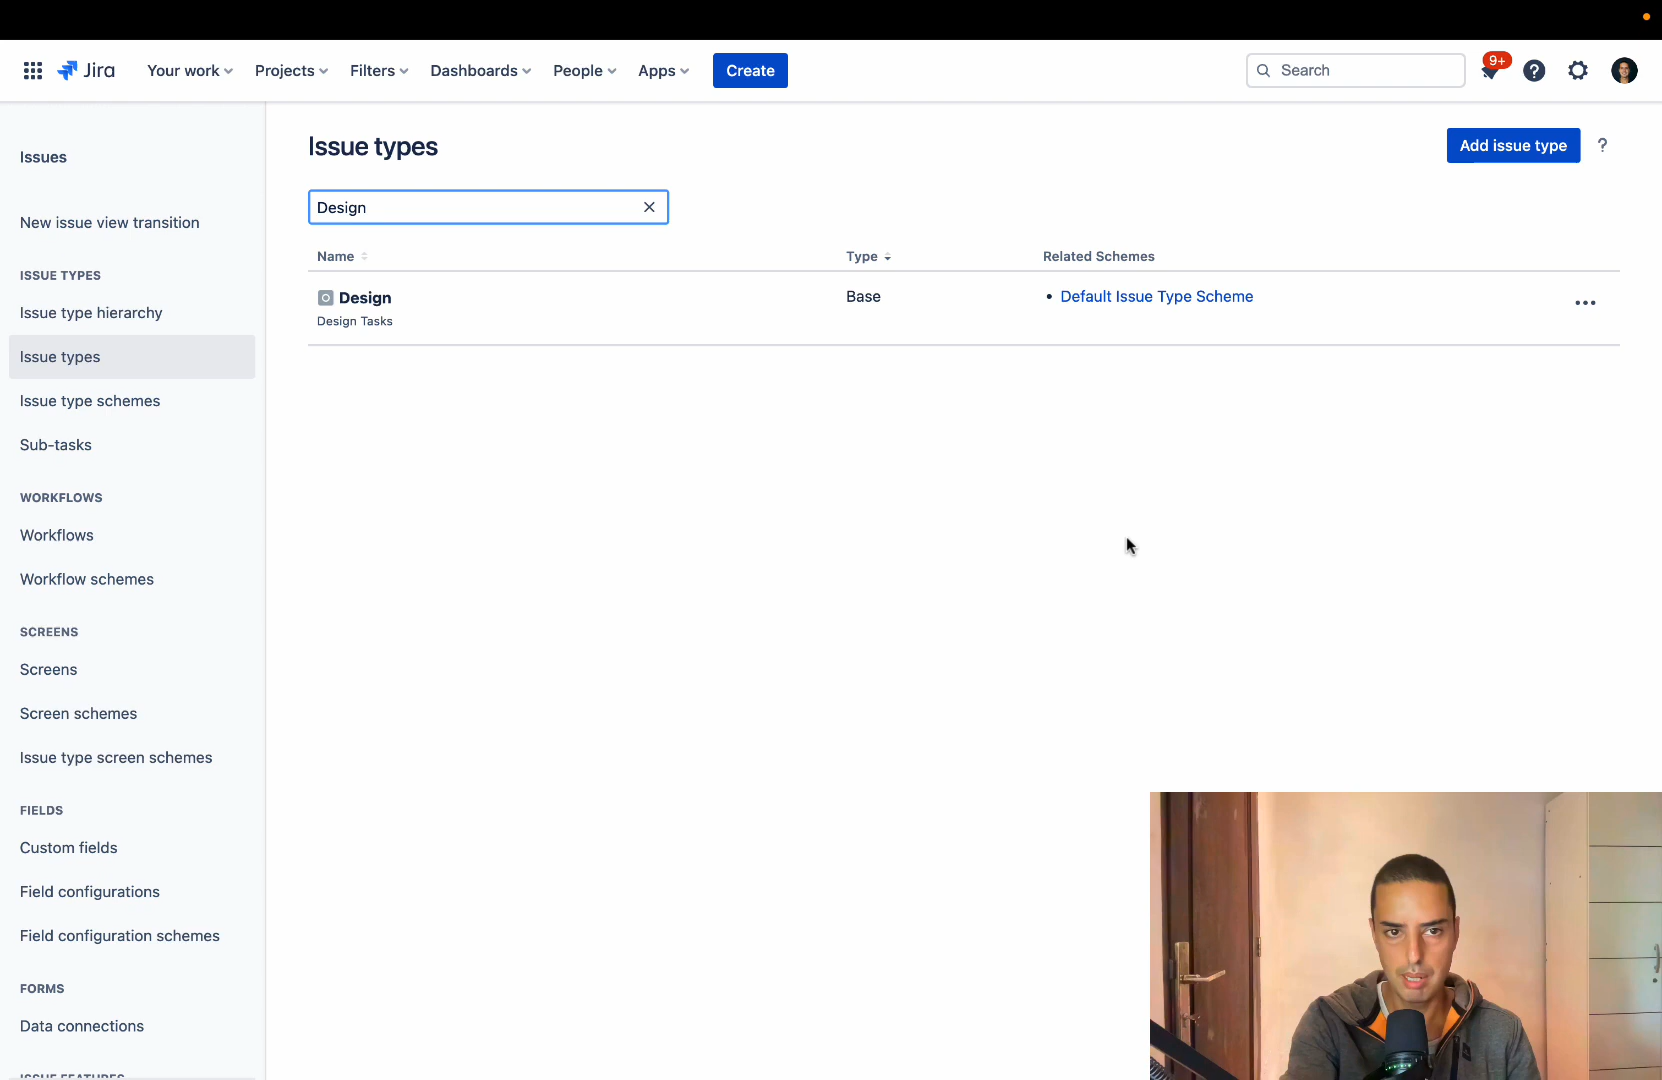 Jira
Your work
Projects
Filters
Dashboards
People
Apps
Create
Search
9+
Issues
New issue view transition
ISSUE TYPES
Issue type hierarchy
Issue types
Issue type schemes
Sub-tasks
WORKFLOWS
Workflows
Workflow schemes
SCREENS
Screens
Screen schemes
Issue type screen schemes
FIELDS
Custom fields
Field configurations
Field configuration schemes
FORMS
Data connections
ISSUE FEATURES
Issue types
Add issue type
?
Design
Name
Type
Related Schemes
Design
Base
• Default Issue Type Scheme
Design Tasks